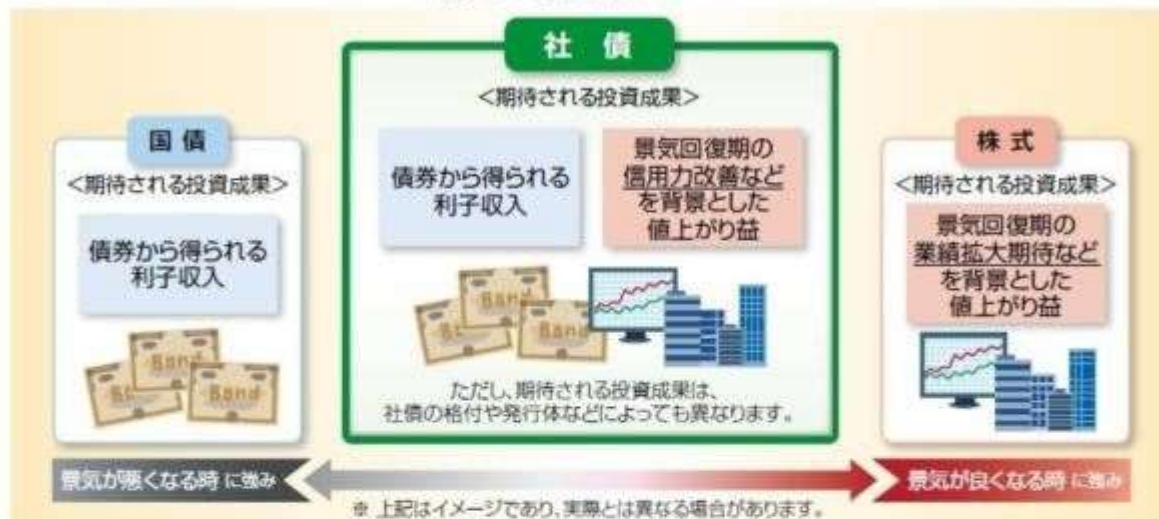 社債
<期待される投資成果>
債券から得られる
利子収入
景気回復期の
信用力改善など
を背景とした
値上がり益
Band
Band
ただし、期待される投資成果は、
社債の格付や発行体などによっても異なります。
国債
<期待される投資成果>
債券から得られる
利子収入
Band
Band
株式
<期待される投資成果>
景気回復期の
業績拡大期待など
を背景とした
値上がり益
景気が悪くなる時に強み
景気が良くなる時に強み
※ 上記はイメージであり、実際とは異なる場合があります。